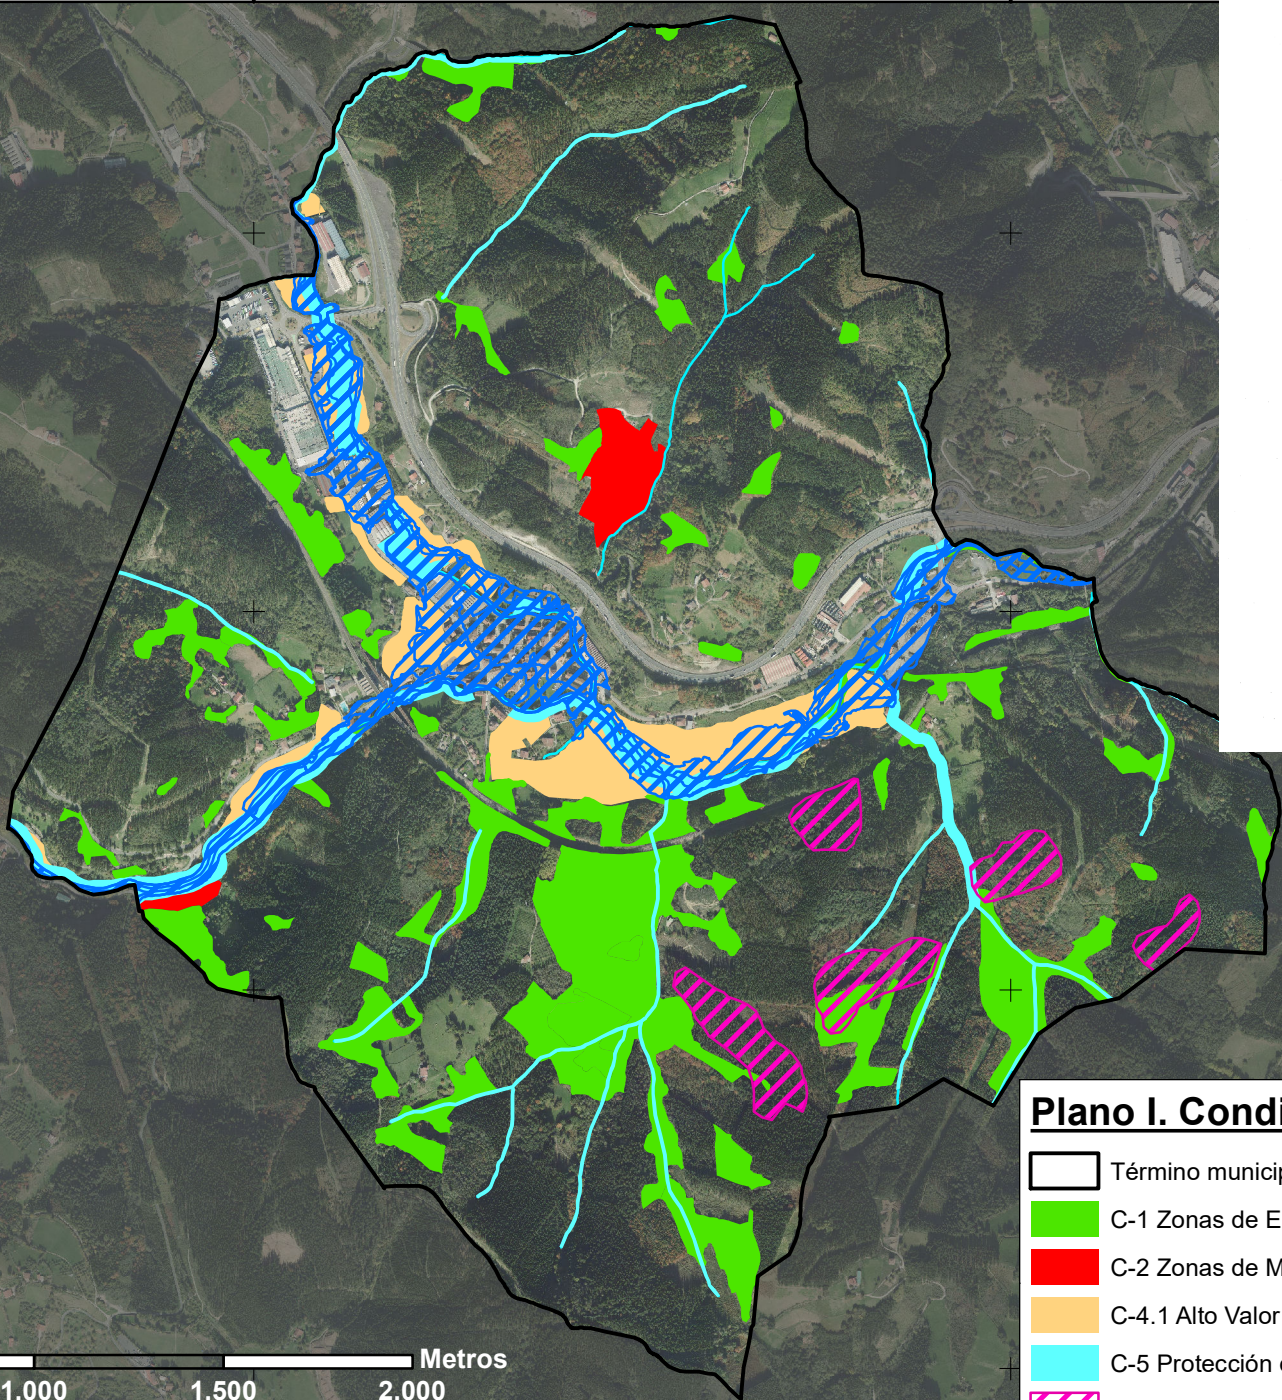 Plano I. Condi
Término municip
C-1 Zonas de E
C-2 Zonas de M
C-4.1 Alto Valor
C-5 Protección
Metros
1.000 1.500 2.000